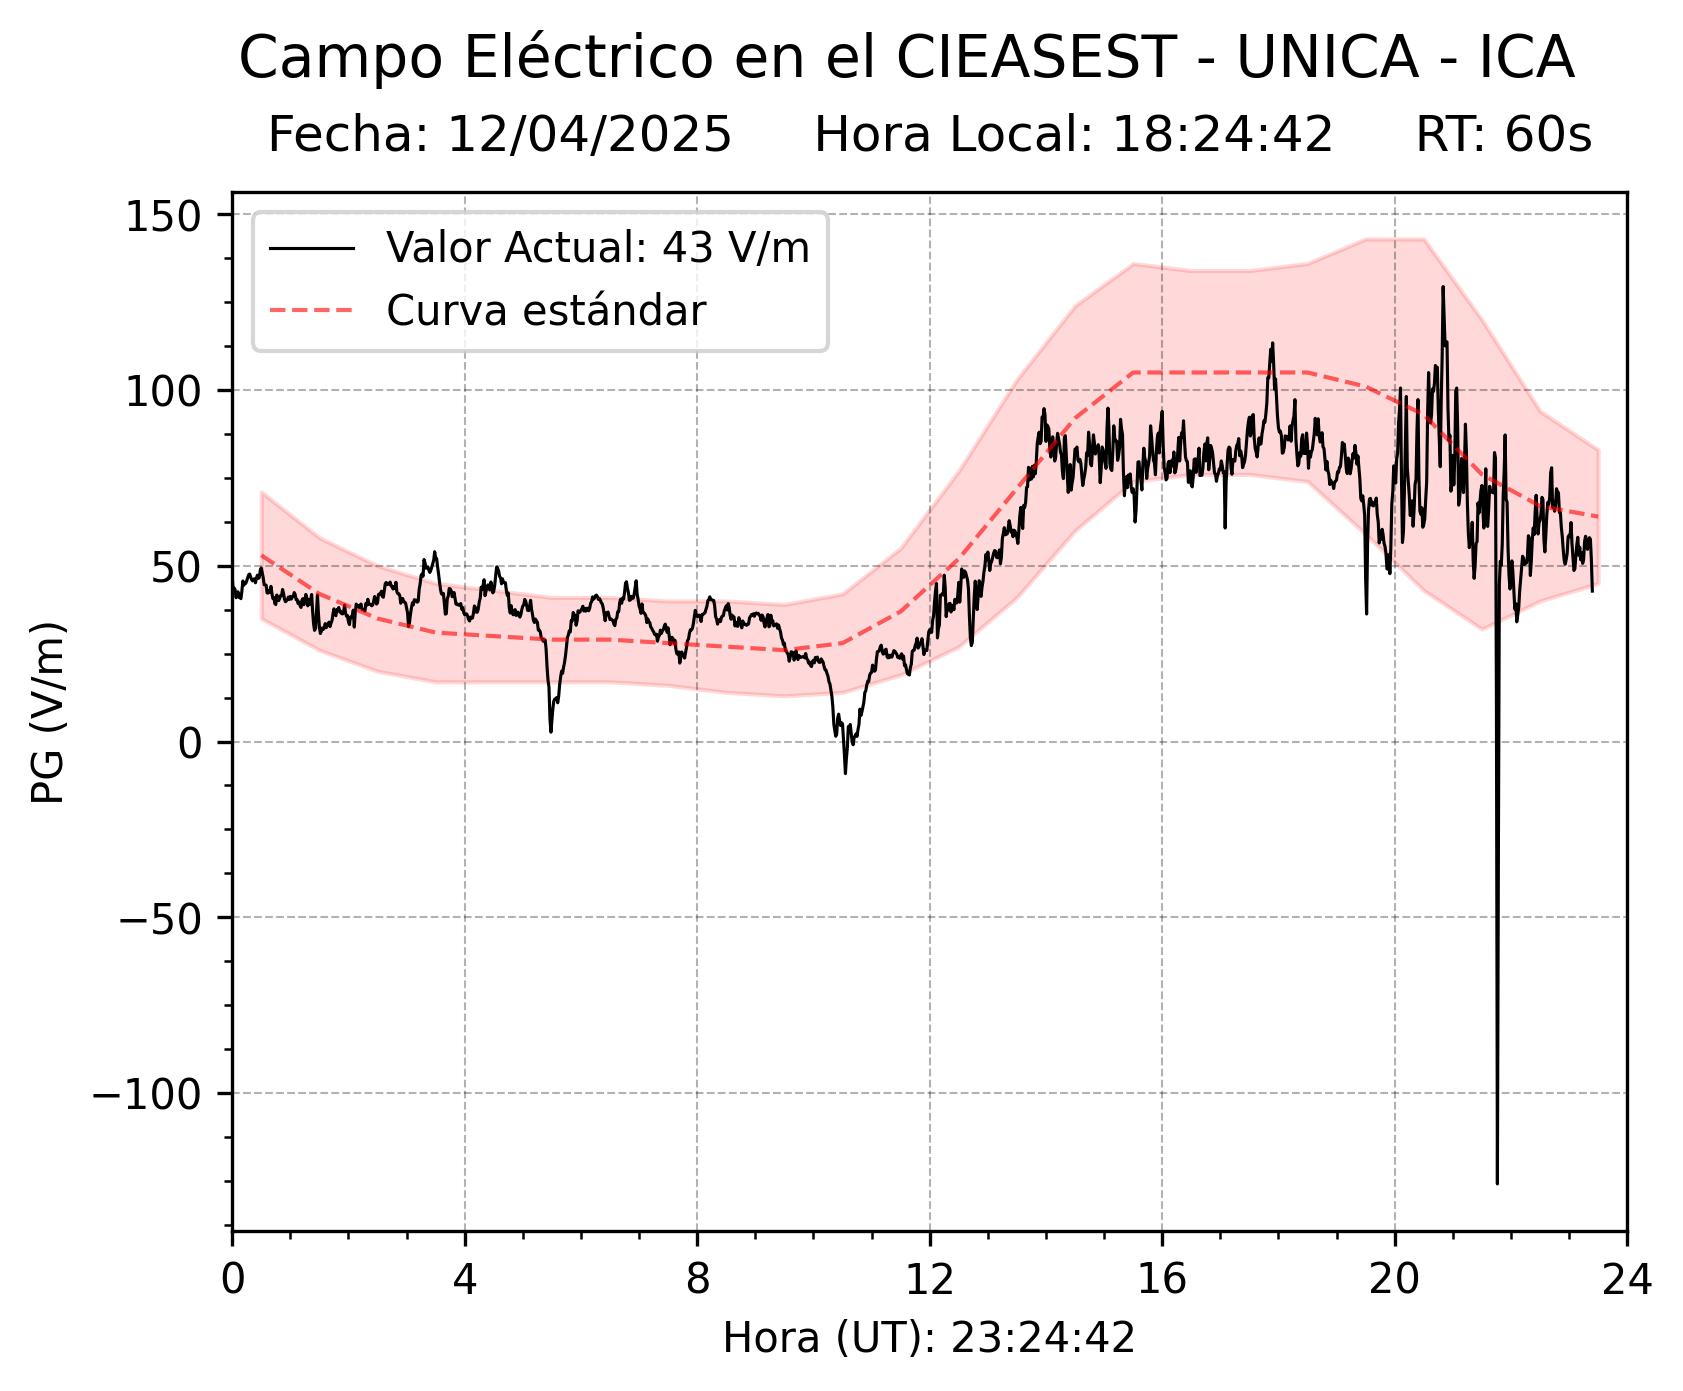 Campo Eléctrico en el CIEASEST - UNICA - ICA
Fecha: 12/04/2025 Hora Local: 18:24:42 RT: 60s
Valor Actual: 43 V/m
Curva estándar
PG (V/m)
150
100
50
0
−50
−100
0 4 8 12 16 20 24
Hora (UT): 23:24:42